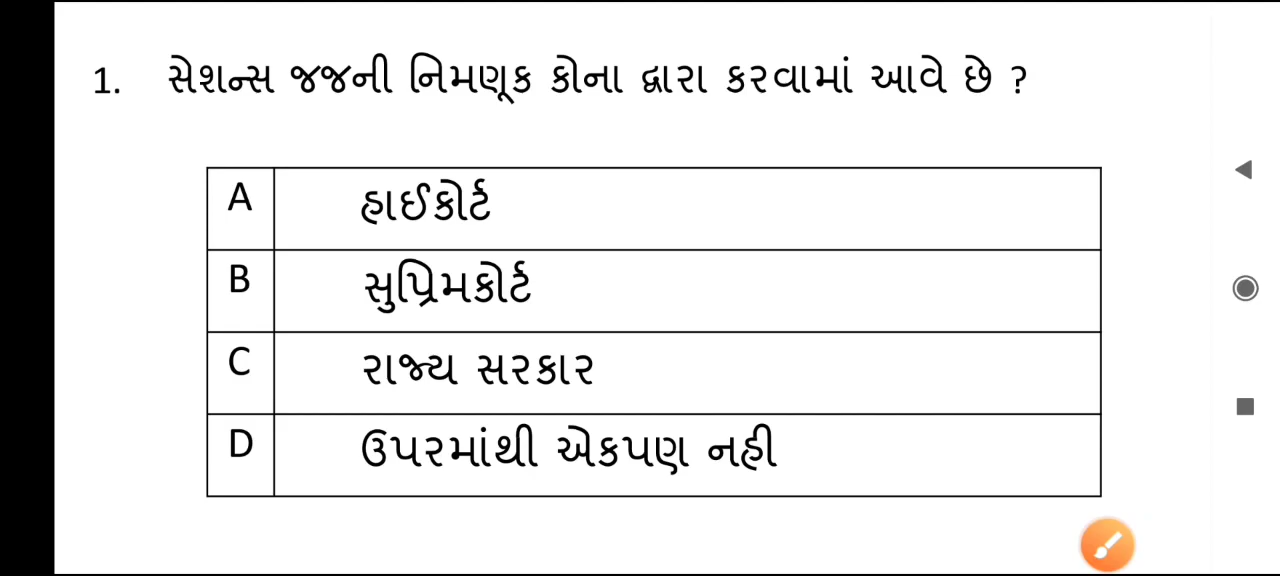 1. સેશન્સ જજની નિમણૂક કોના દ્વારા કરવામાં આવે છે ?
A હાઈકોર્ટ
B સુપ્રિમકોર્ટ
C રાજ્ય સરકાર
D ઉપરમાંથી એકપણ નહી